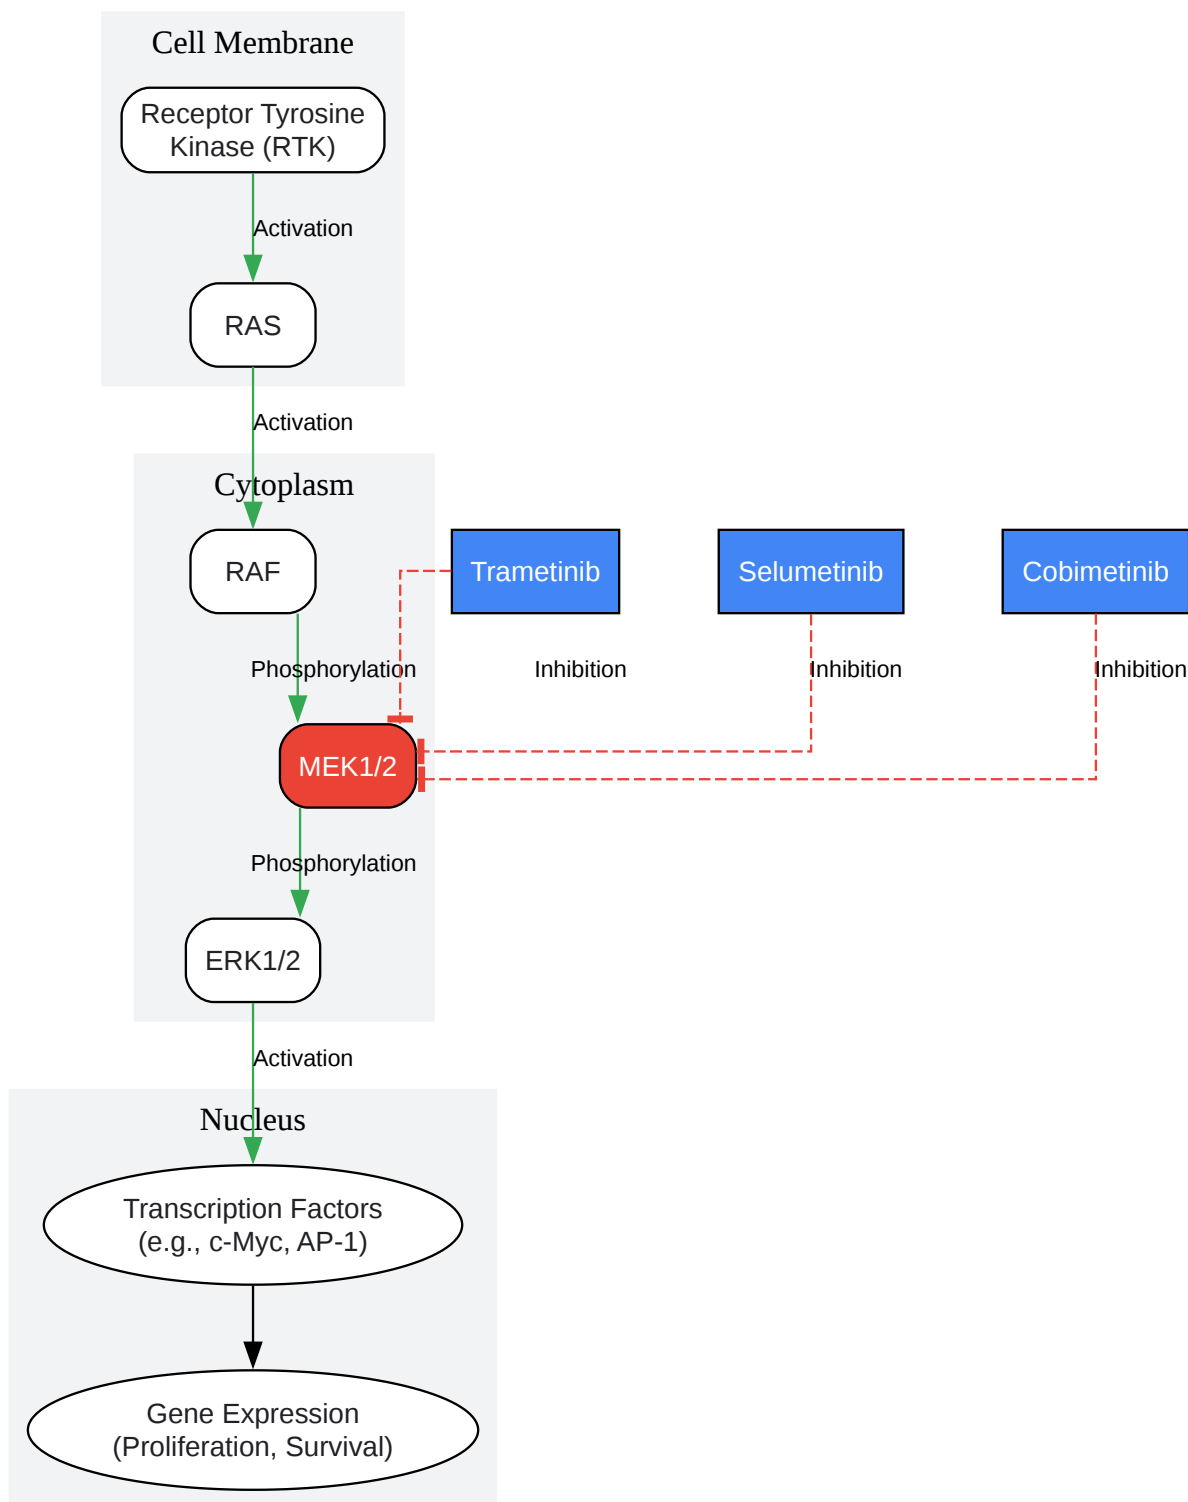 Cell Membrane
Receptor Tyrosine
Kinase (RTK)
Activation
RAS
Activation
Cytoplasm
RAF
Trametinib
Selumetinib
Cobimetinib
Phosphorylation
Inhibition
Inhibition
Inhibition
MEK1/2
Phosphorylation
ERK1/2
Activation
Nucleus
Transcription Factors
(e.g., c-Myc, AP-1)
Gene Expression
(Proliferation, Survival)